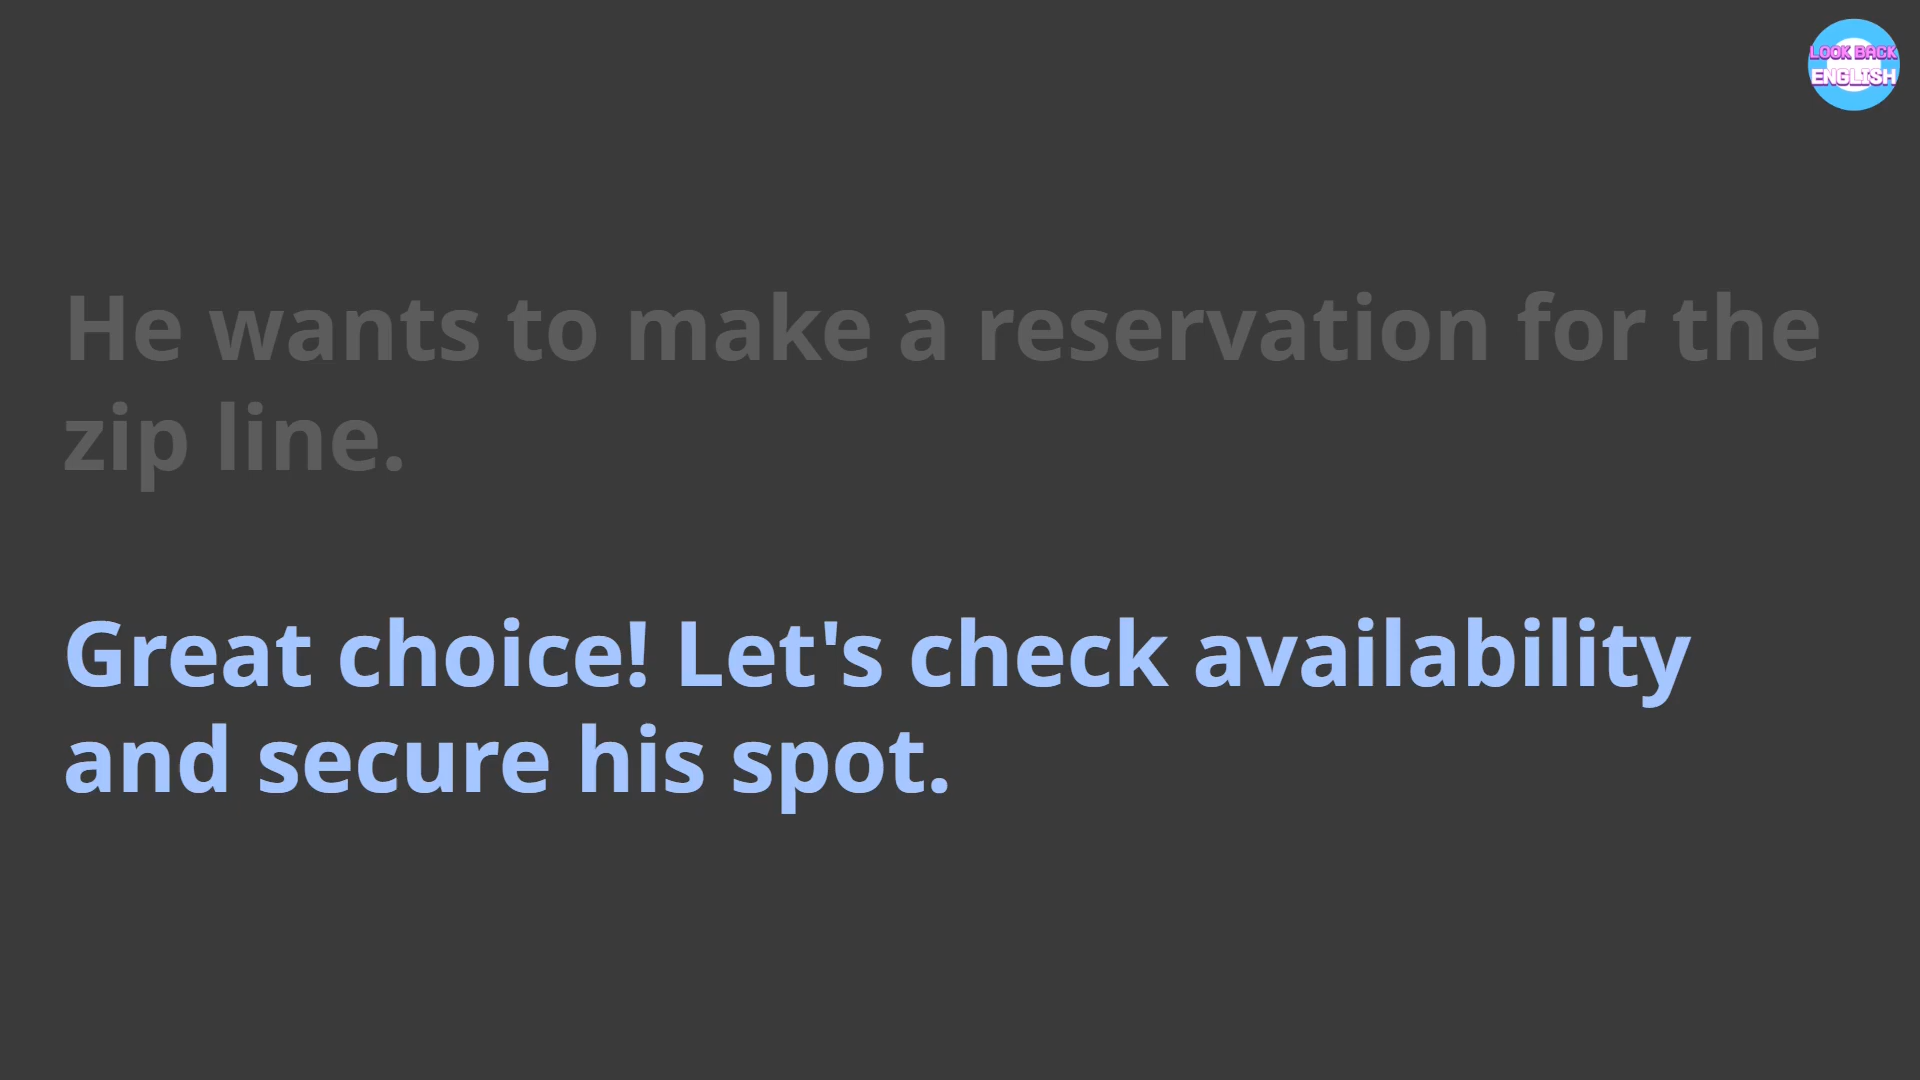 LOOK BACK
ENGLISH
He wants to make a reservation for the
zip line.
Great choice! Let's check availability
and secure his spot.